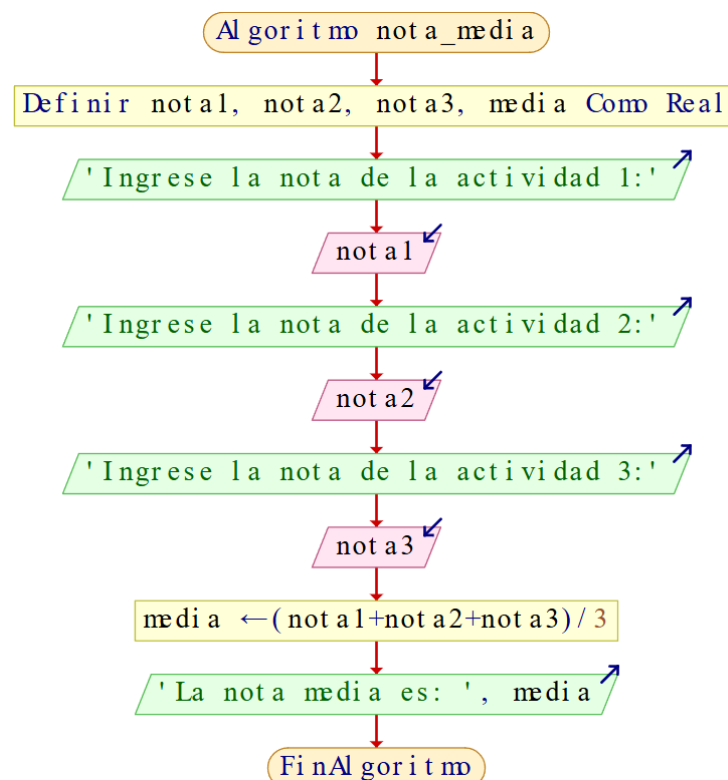 Algoritmo nota_media
Definir nota1, nota2, nota3, media Como Real
'Ingrese la nota de la actividad 1:'
nota1
'Ingrese la nota de la actividad 2:'
nota2
'Ingrese la nota de la actividad 3:'
nota3
media ←(nota1+nota2+nota3)/3
'La nota media es: ', media
FinAlgoritmo